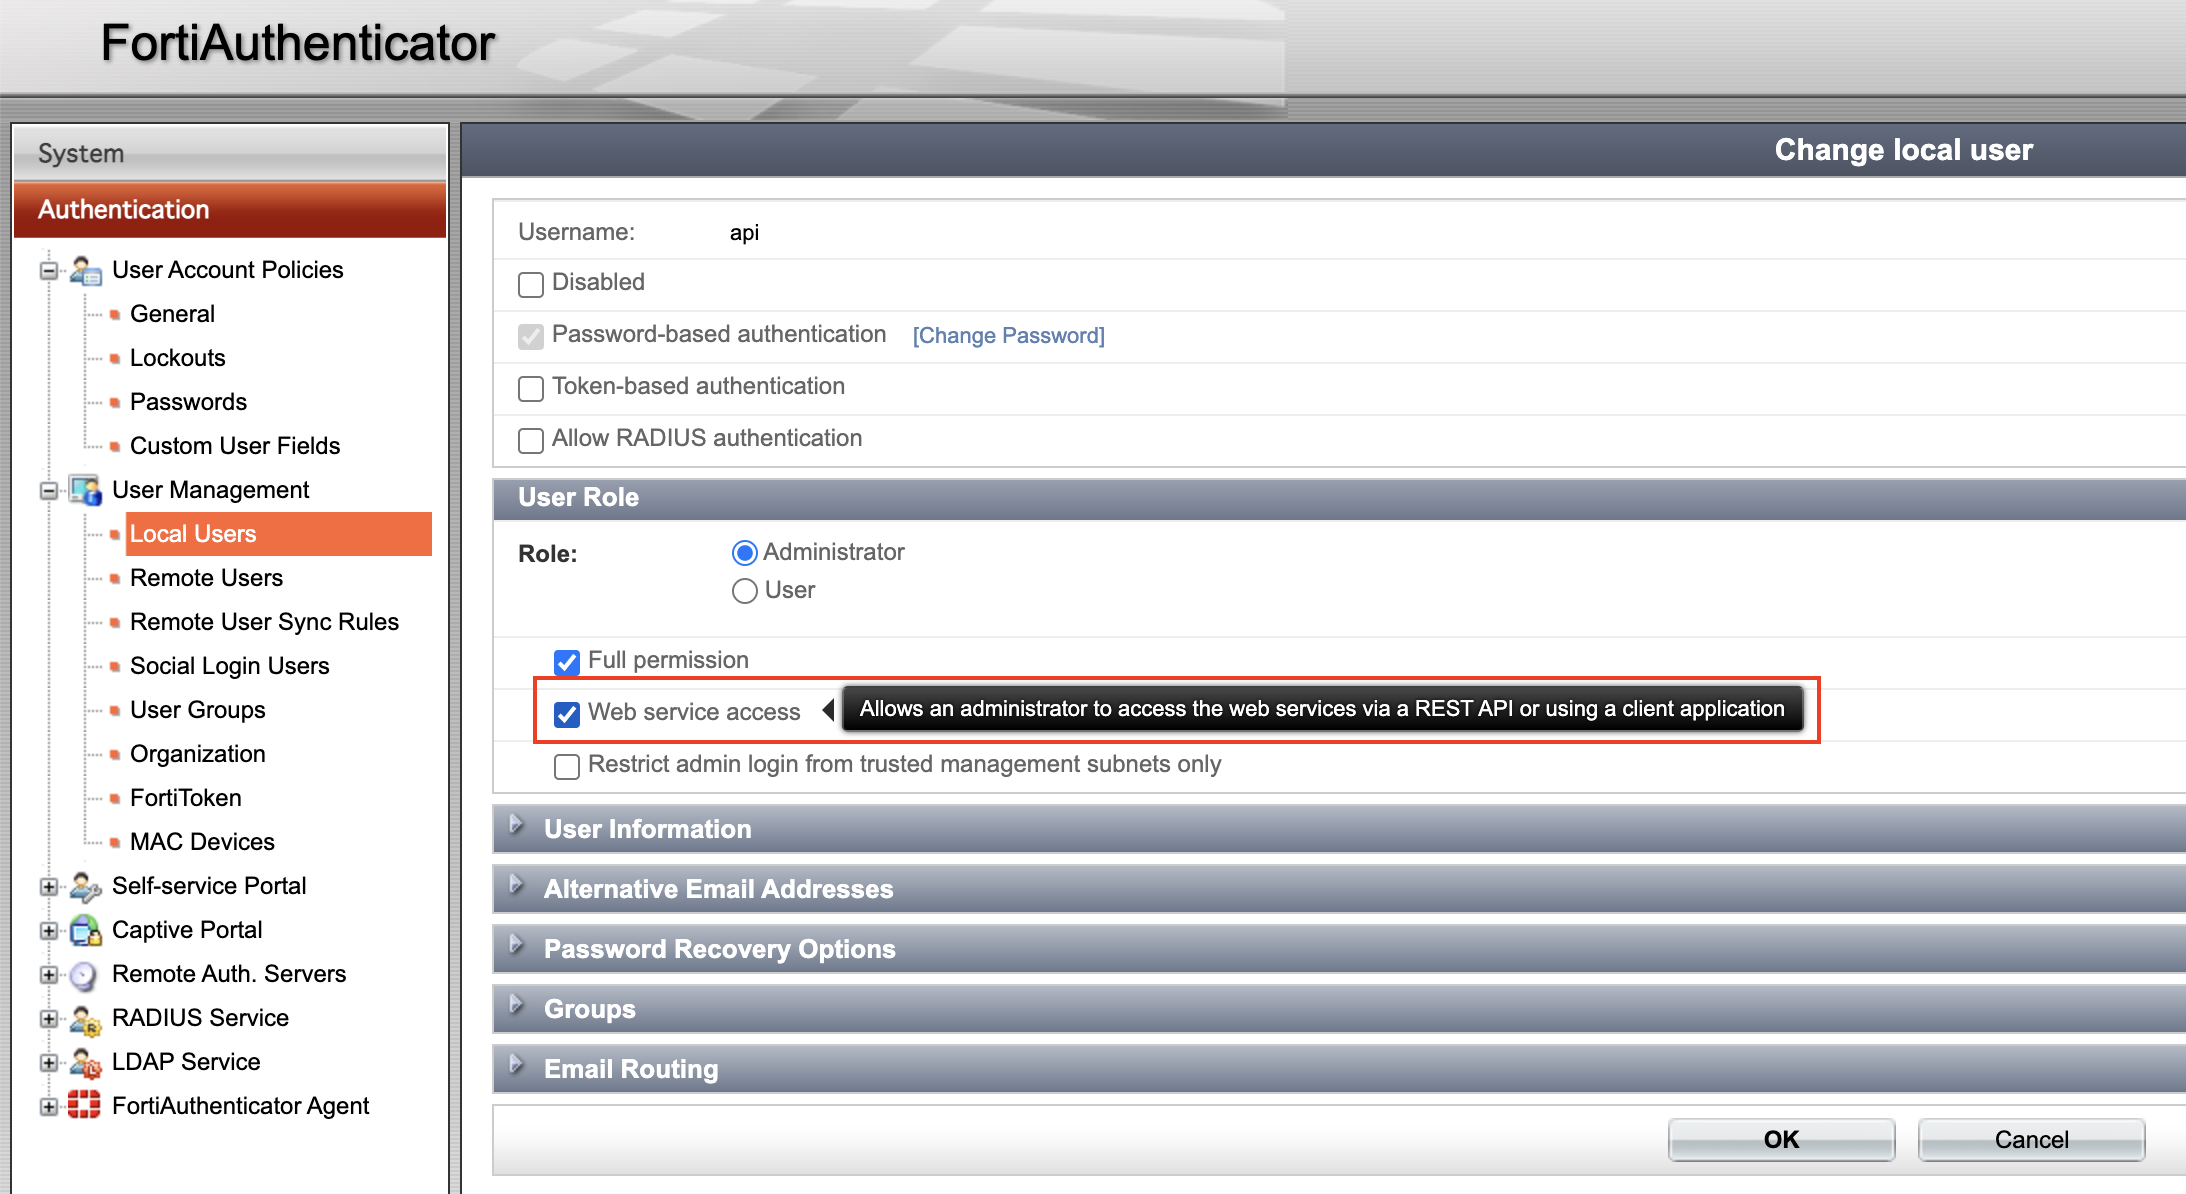 FortiAuthenticator
System
Authentication
User Account Policies
General
Lockouts
Passwords
Custom User Fields
User Management
Local Users
Remote Users
Remote User Sync Rules
Social Login Users
User Groups
Organization
FortiToken
MAC Devices
Self-service Portal
Captive Portal
Remote Auth. Servers
RADIUS Service
LDAP Service
FortiAuthenticator Agent
Change local user
Username: api
Disabled
Password-based authentication [Change Password]
Token-based authentication
Allow RADIUS authentication
User Role
Role: Administrator
User
Full permission
Web service access Allows an administrator to access the web services via a REST API or using a client application
Restrict admin login from trusted management subnets only
User Information
Alternative Email Addresses
Password Recovery Options
Groups
Email Routing
OK Cancel